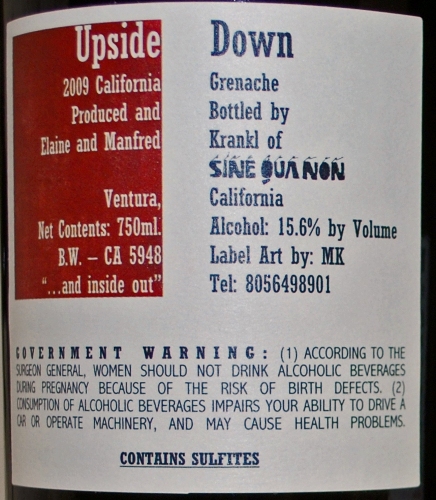 Upside Down
2009 California Grenache
Produced and Bottled by
Elaine and Manfred Krankl of
SINE QUA NON
Ventura, California
Net Contents: 750ml. Alcohol: 15.6% by Volume
B.W. – CA 5948 Label Art by: MK
“...and inside out” Tel: 8056498901
GOVERNMENT WARNING: (1) ACCORDING TO THE
SURGEON GENERAL, WOMEN SHOULD NOT DRINK ALCOHOLIC BEVERAGES
DURING PREGNANCY BECAUSE OF THE RISK OF BIRTH DEFECTS. (2)
CONSUMPTION OF ALCOHOLIC BEVERAGES IMPAIRS YOUR ABILITY TO DRIVE A
CAR OR OPERATE MACHINERY, AND MAY CAUSE HEALTH PROBLEMS.
CONTAINS SULFITES